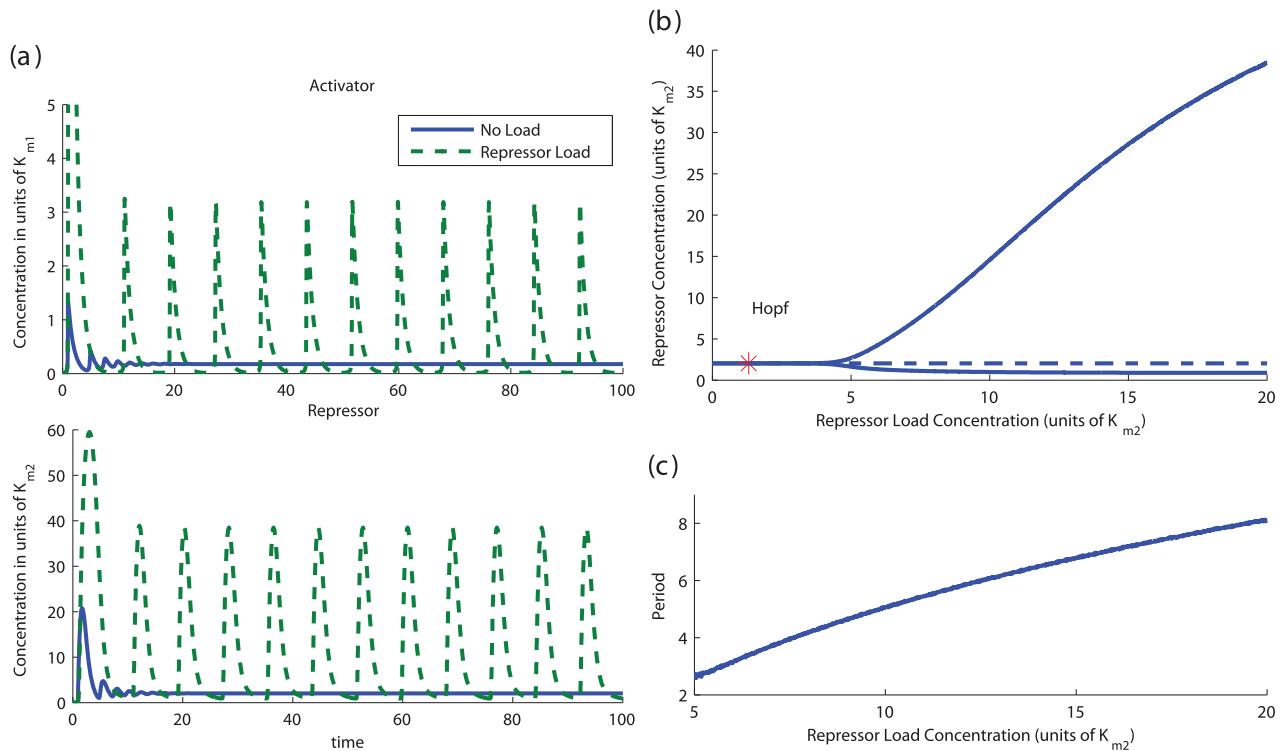 (a)
Activator
Concentration in units of K m1
5
4
3
2
1
0
No Load
Repressor Load
0 20 40 60 80 100
Repressor
Concentration in units of K m2
60
50
40
30
20
10
0
0 20 40 60 80 100
time
(b)
Repressor Concentration (units of K m2)
40
35
30
25
20
15
10
5
0
Hopf
0 5 10 15 20
Repressor Load Concentration (units of K m2)
(c)
Period
8
6
4
2
5 10 15 20
Repressor Load Concentration (units of K m2)